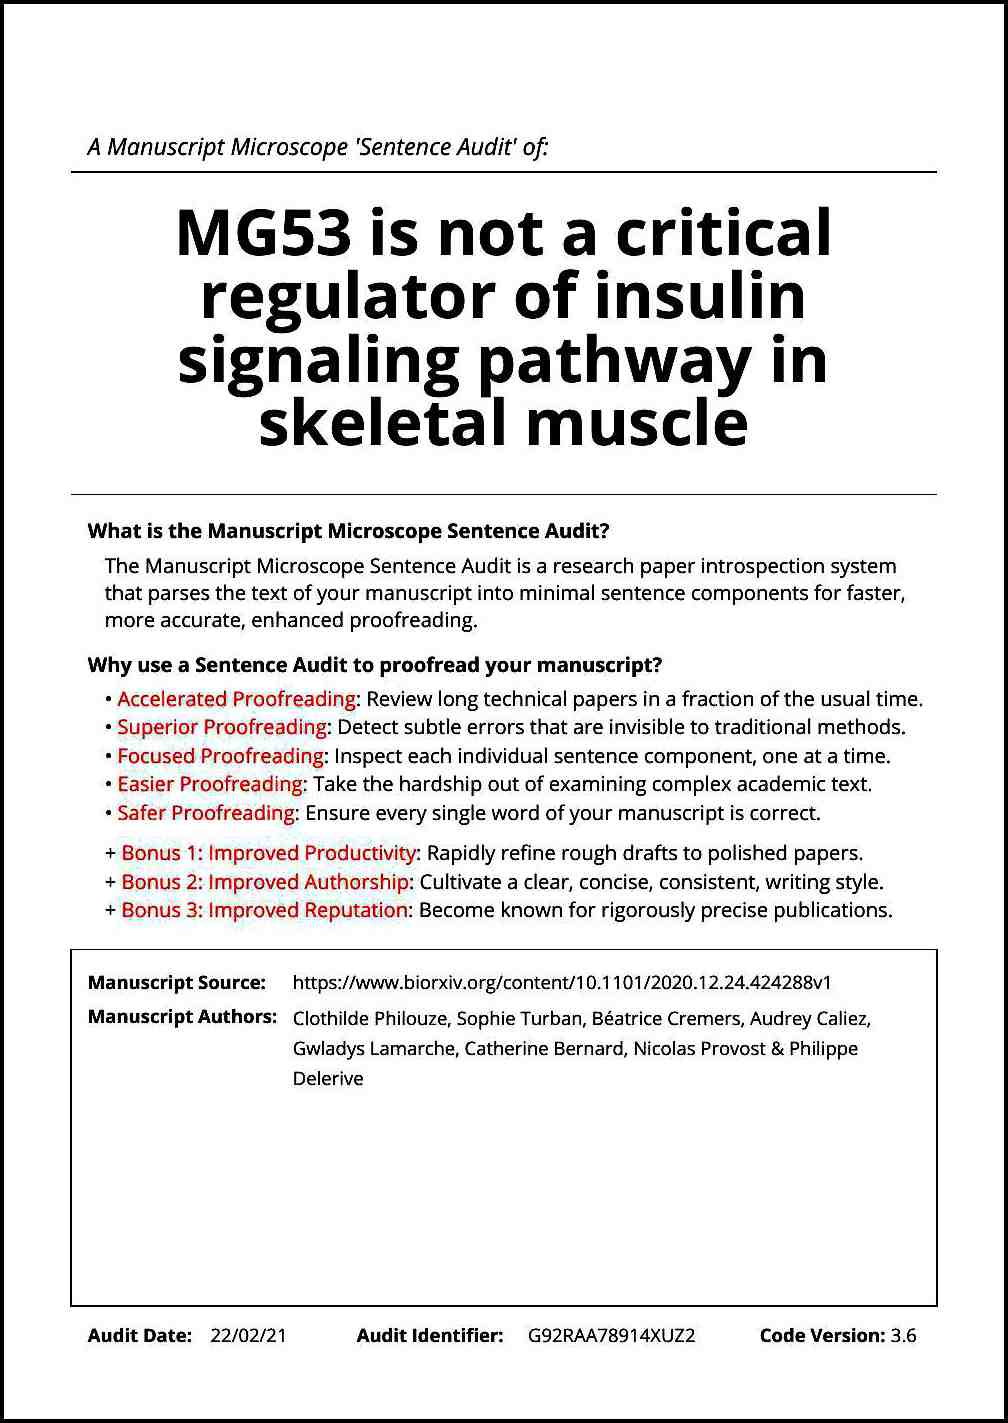 A Manuscript Microscope 'Sentence Audit' of:
MG53 is not a critical
regulator of insulin
signaling pathway in
skeletal muscle
What is the Manuscript Microscope Sentence Audit?
The Manuscript Microscope Sentence Audit is a research paper introspection system
that parses the text of your manuscript into minimal sentence components for faster,
more accurate, enhanced proofreading.
Why use a Sentence Audit to proofread your manuscript?
• Accelerated Proofreading: Review long technical papers in a fraction of the usual time.
• Superior Proofreading: Detect subtle errors that are invisible to traditional methods.
• Focused Proofreading: Inspect each individual sentence component, one at a time.
• Easier Proofreading: Take the hardship out of examining complex academic text.
• Safer Proofreading: Ensure every single word of your manuscript is correct.
+ Bonus 1: Improved Productivity: Rapidly refine rough drafts to polished papers.
+ Bonus 2: Improved Authorship: Cultivate a clear, concise, consistent, writing style.
+ Bonus 3: Improved Reputation: Become known for rigorously precise publications.
Manuscript Source: https://www.biorxiv.org/content/10.1101/2020.12.24.424288v1
Manuscript Authors: Clothilde Philouze, Sophie Turban, Béatrice Cremers, Audrey Caliez,
Gwladys Lamarche, Catherine Bernard, Nicolas Provost & Philippe
Delerive
Audit Date: 22/02/21 Audit Identifier: G92RAA78914XUZ2 Code Version: 3.6